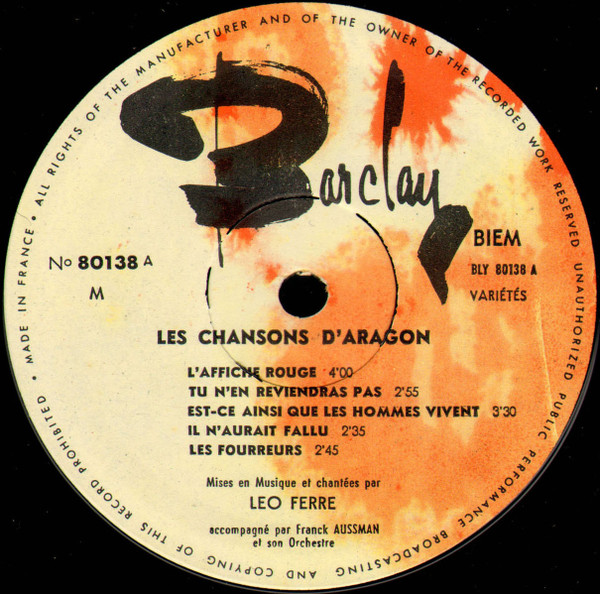 MADE IN FRANCE • ALL RIGHTS OF THE MANUFACTURER AND OF THE OWNER OF THE RECORDED WORK RESERVED UNAUTHORIZED PUBLIC PERFORMANCE BROADCASTING AND COPYING OF THIS RECORD PROHIBITED •
Barclay
BIEM
No 80138 A
BLY 80138 A
M
VARIÉTÉS
LES CHANSONS D'ARAGON
L'AFFICHE ROUGE 4'00
TU N'EN REVIENDRAS PAS 2'55
EST-CE AINSI QUE LES HOMMES VIVENT 3'30
IL N'AURAIT FALLU 2'35
LES FOURREURS 2'45
Mises en Musique et chantées par
LEO FERRE
accompagné par Franck AUSSMAN
et son Orchestre